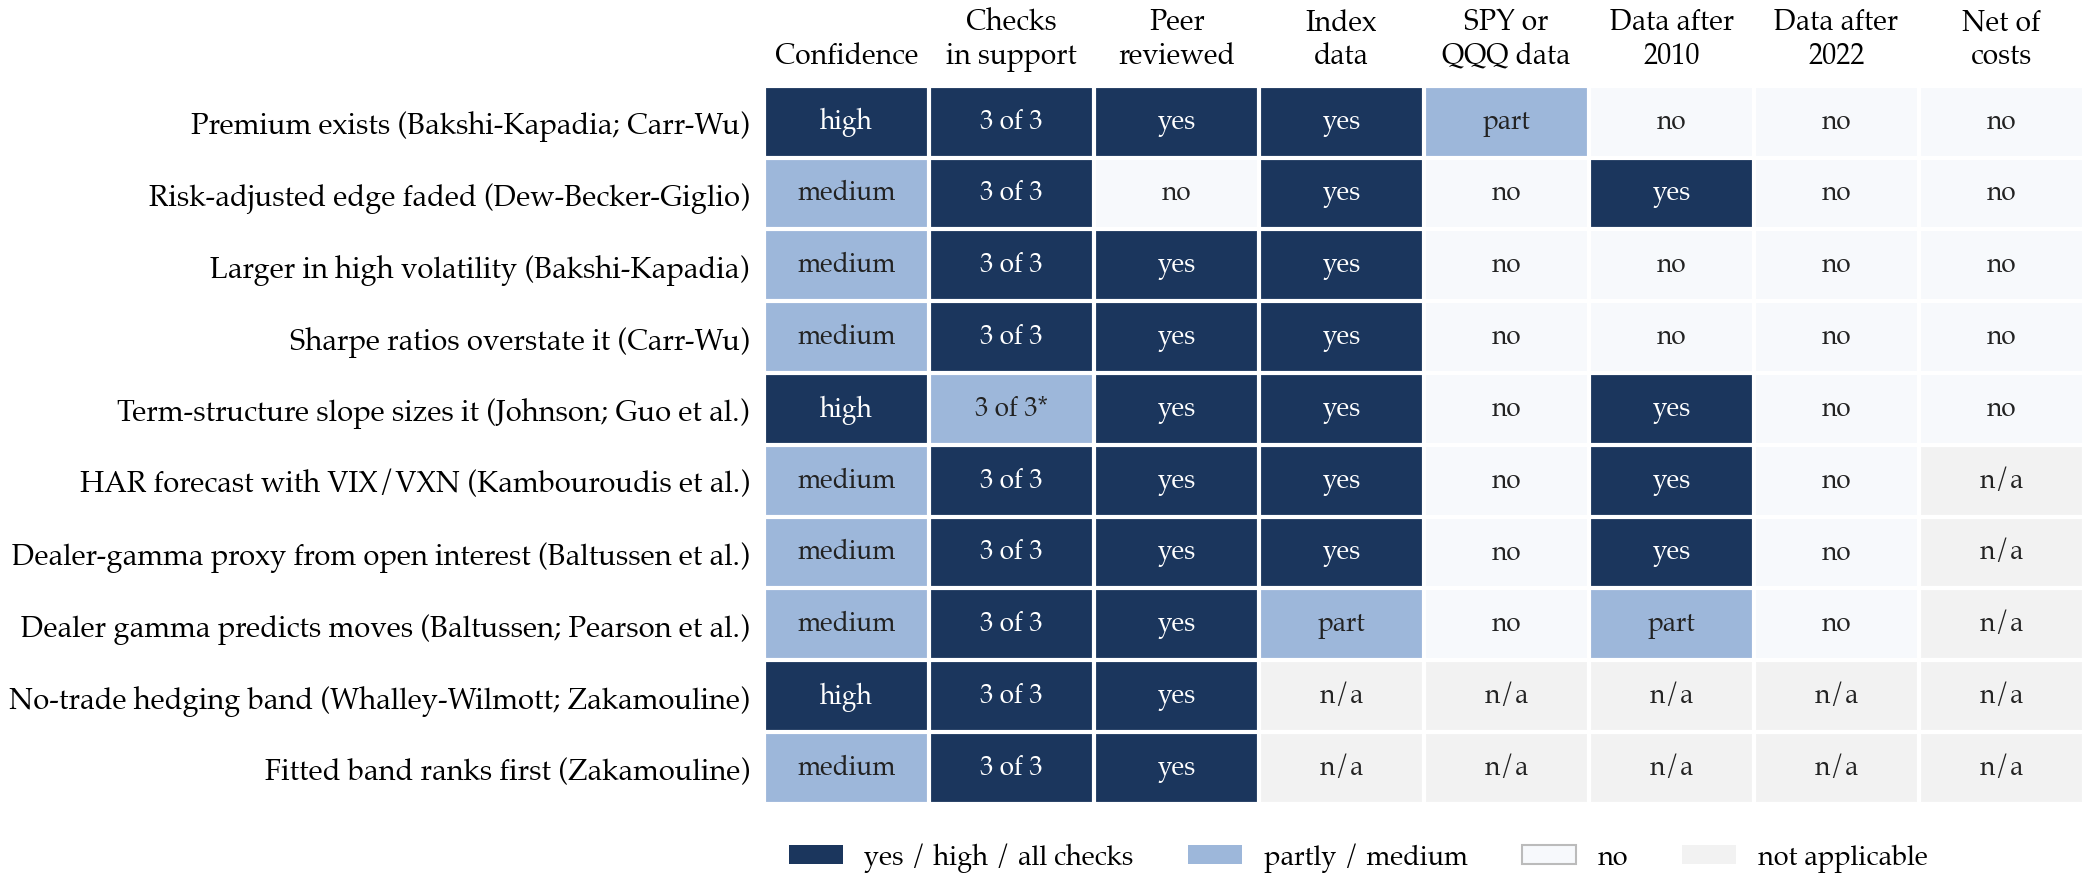 Checks Peer Index SPY or Data after Data after Net of
Confidence in support reviewed data QQQ data 2010 2022 costs
Premium exists (Bakshi-Kapadia; Carr-Wu) high 3 of 3 yes yes part no no no
Risk-adjusted edge faded (Dew-Becker-Giglio) medium 3 of 3 no yes no yes no no
Larger in high volatility (Bakshi-Kapadia) medium 3 of 3 yes yes no no no no
Sharpe ratios overstate it (Carr-Wu) medium 3 of 3 yes yes no no no no
Term-structure slope sizes it (Johnson; Guo et al.) high 3 of 3* yes yes no yes no no
HAR forecast with VIX/VXN (Kambouroudis et al.) medium 3 of 3 yes yes no yes no n/a
Dealer-gamma proxy from open interest (Baltussen et al.) medium 3 of 3 yes yes no yes no n/a
Dealer gamma predicts moves (Baltussen; Pearson et al.) medium 3 of 3 yes part no part no n/a
No-trade hedging band (Whalley-Wilmott; Zakamouline) high 3 of 3 yes n/a n/a n/a n/a n/a
Fitted band ranks first (Zakamouline) medium 3 of 3 yes n/a n/a n/a n/a n/a
yes / high / all checks partly / medium no not applicable